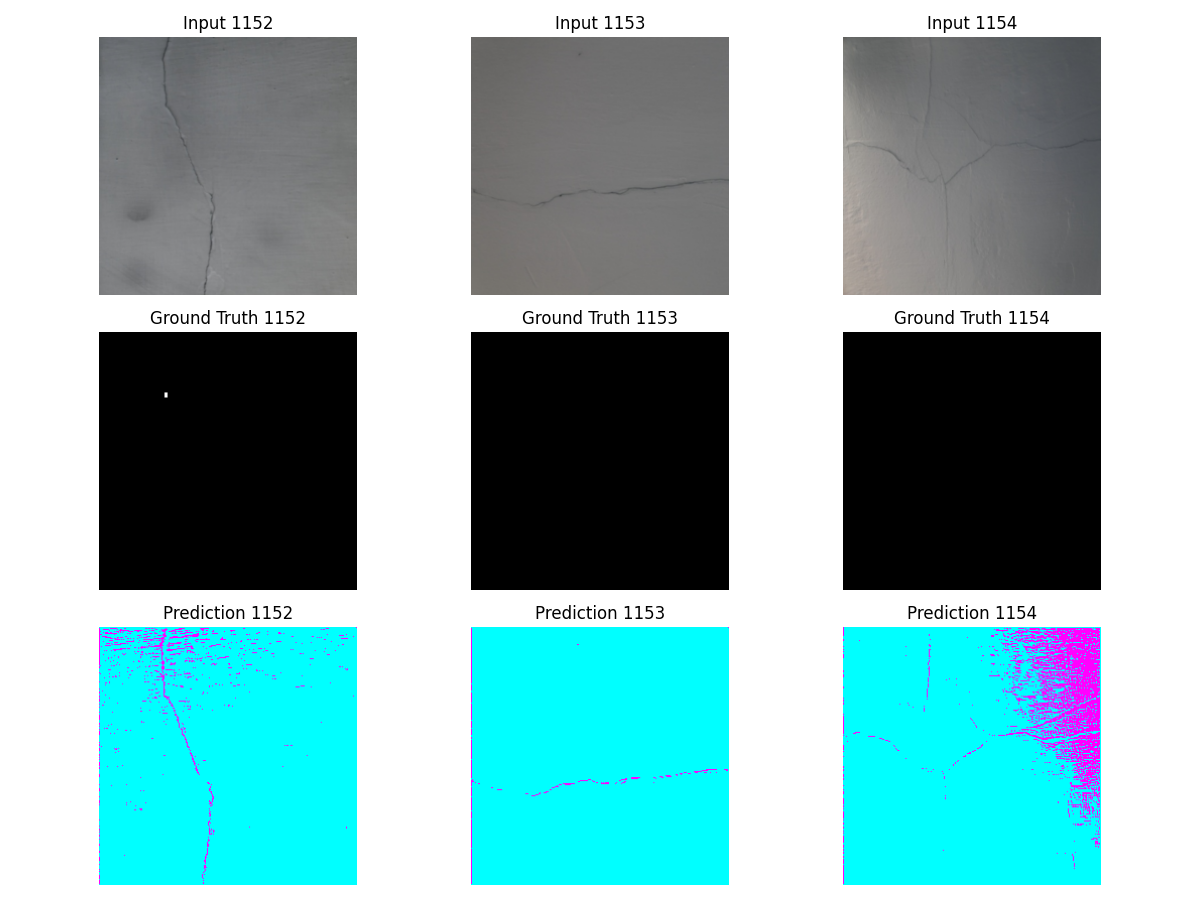 Input 1152
Input 1153
Input 1154
Ground Truth 1152
Ground Truth 1153
Ground Truth 1154
Prediction 1152
Prediction 1153
Prediction 1154